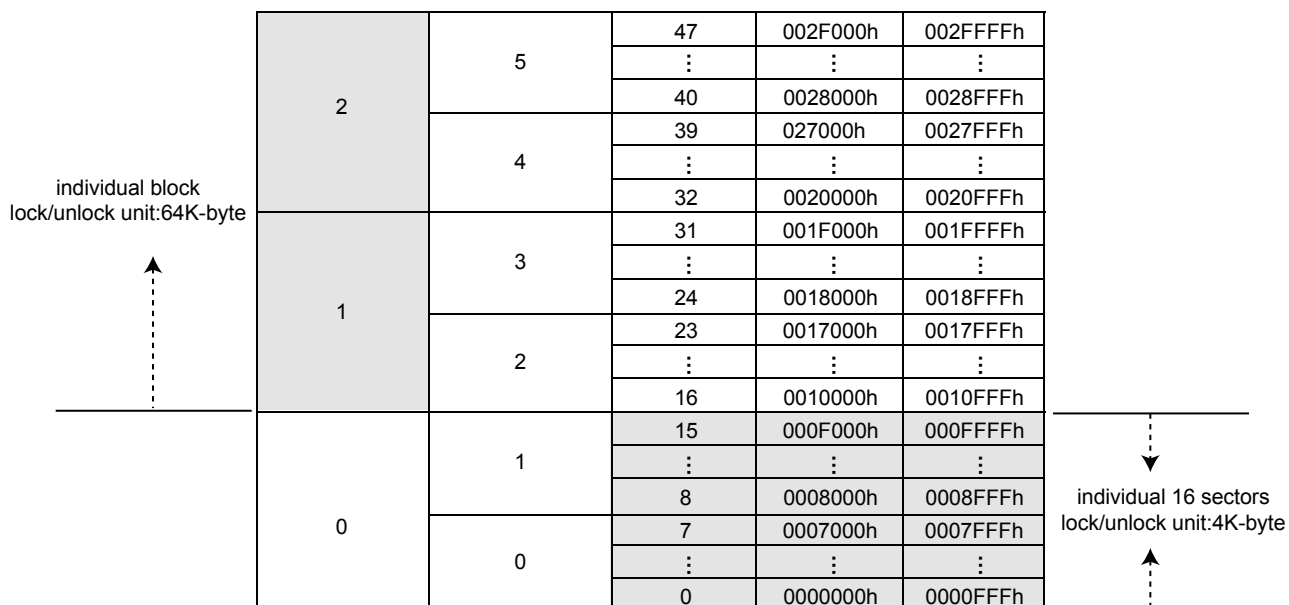 47 002F000h 002FFFFh
5
⋮ ⋮ ⋮
2
40 0028000h 0028FFFh
39 027000h 0027FFFh
4
⋮ ⋮ ⋮
individual block
lock/unlock unit:64K-byte
32 0020000h 0020FFFh
31 001F000h 001FFFFh
3
⋮ ⋮ ⋮
24 0018000h 0018FFFh
1
23 0017000h 0017FFFh
2
⋮ ⋮ ⋮
16 0010000h 0010FFFh
15 000F000h 000FFFFh
1
⋮ ⋮ ⋮
8 0008000h 0008FFFh
individual 16 sectors
lock/unlock unit:4K-byte
0
7 0007000h 0007FFFh
0
⋮ ⋮ ⋮
0 0000000h 0000FFFh